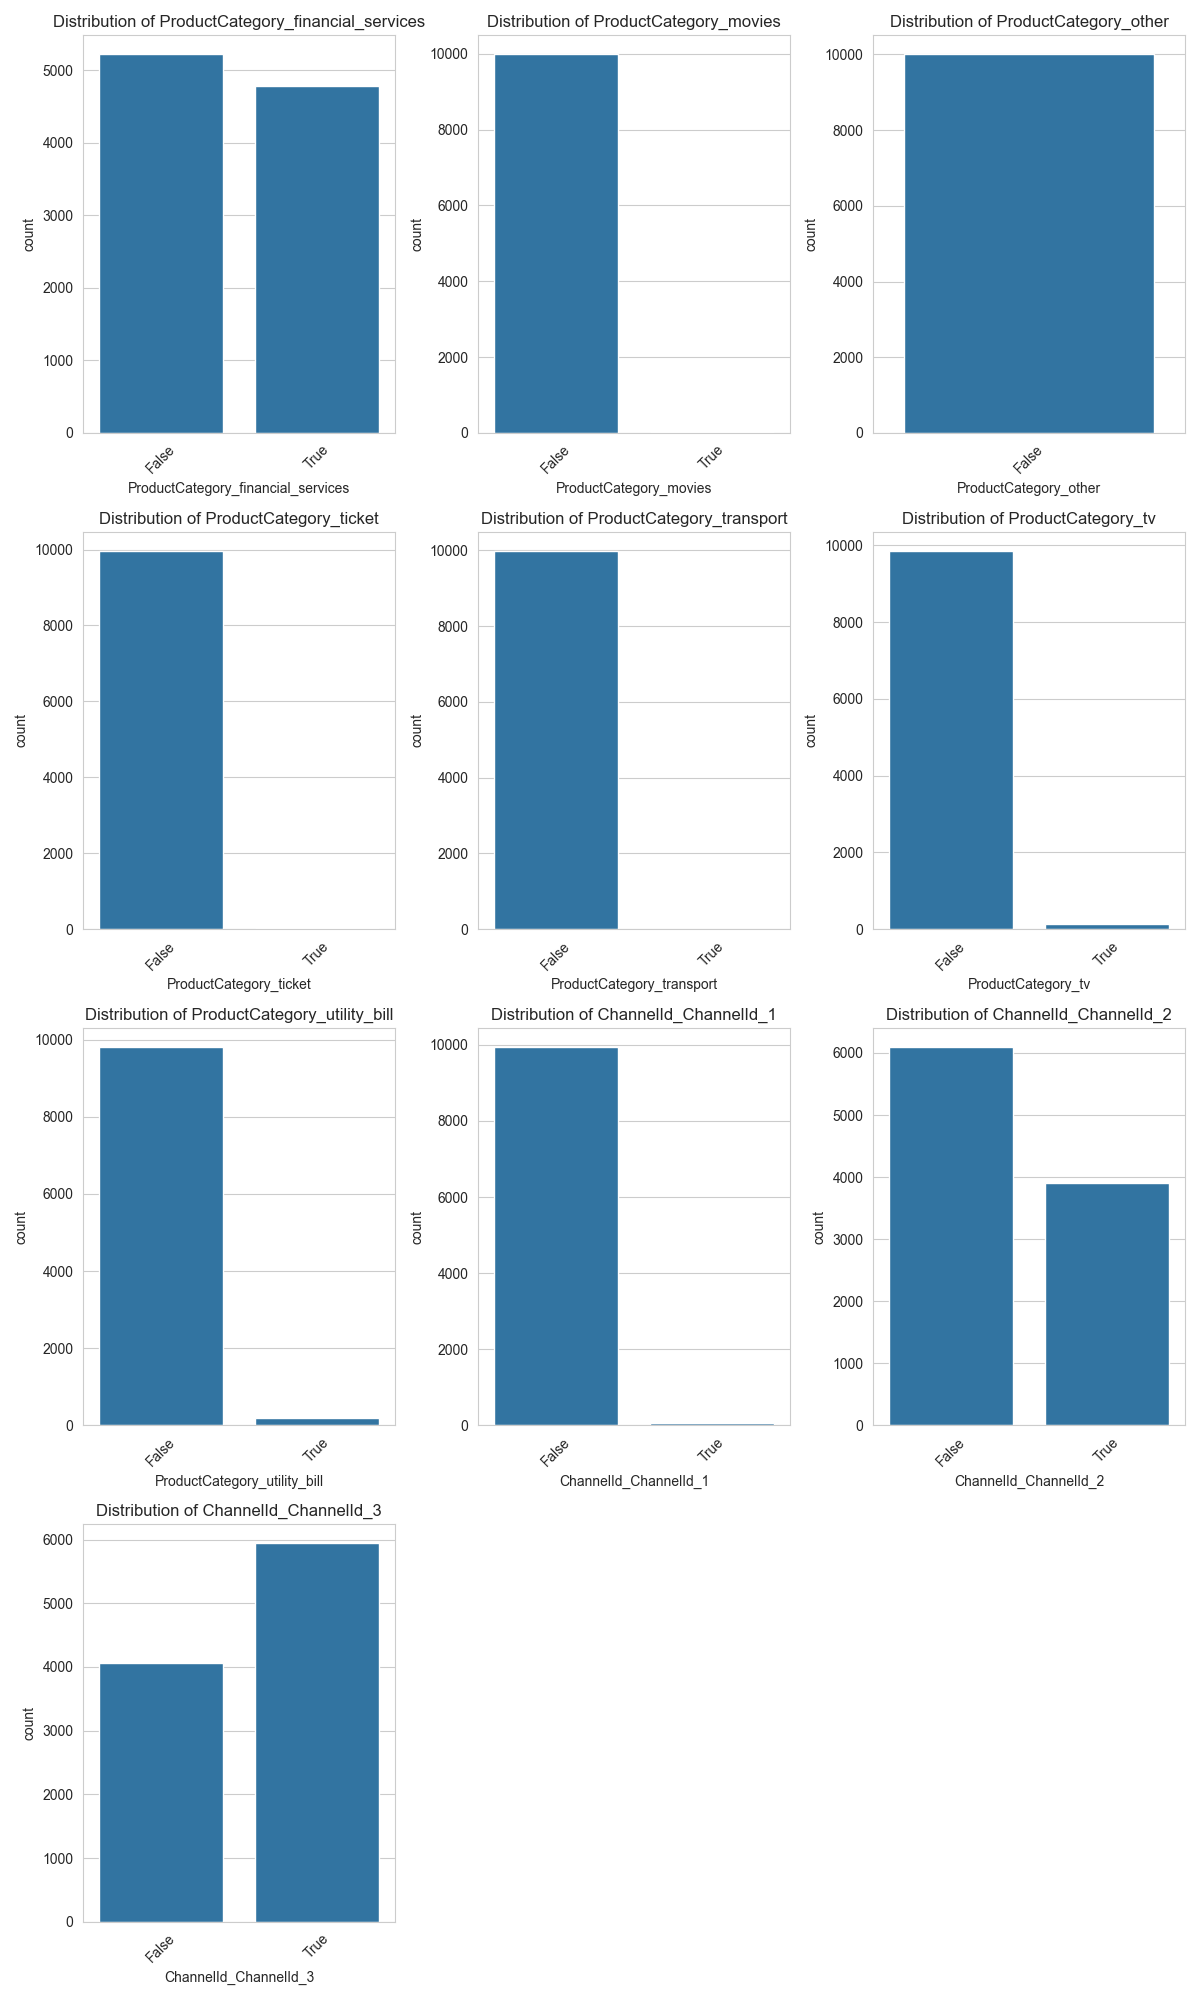 Distribution of ProductCategory_financial_services
5000
4000
3000
2000
1000
0
count
False
True
ProductCategory_financial_services
Distribution of ProductCategory_movies
10000
8000
6000
4000
2000
0
count
False
True
ProductCategory_movies
Distribution of ProductCategory_other
10000
8000
6000
4000
2000
0
count
False
ProductCategory_other
Distribution of ProductCategory_ticket
10000
8000
6000
4000
2000
0
count
False
True
ProductCategory_ticket
Distribution of ProductCategory_transport
10000
8000
6000
4000
2000
0
count
False
True
ProductCategory_transport
Distribution of ProductCategory_tv
10000
8000
6000
4000
2000
0
count
False
True
ProductCategory_tv
Distribution of ProductCategory_utility_bill
10000
8000
6000
4000
2000
0
count
False
True
ProductCategory_utility_bill
Distribution of ChannelId_ChannelId_1
10000
8000
6000
4000
2000
0
count
False
True
ChannelId_ChannelId_1
Distribution of ChannelId_ChannelId_2
6000
5000
4000
3000
2000
1000
0
count
False
True
ChannelId_ChannelId_2
Distribution of ChannelId_ChannelId_3
6000
5000
4000
3000
2000
1000
0
count
False
True
ChannelId_ChannelId_3